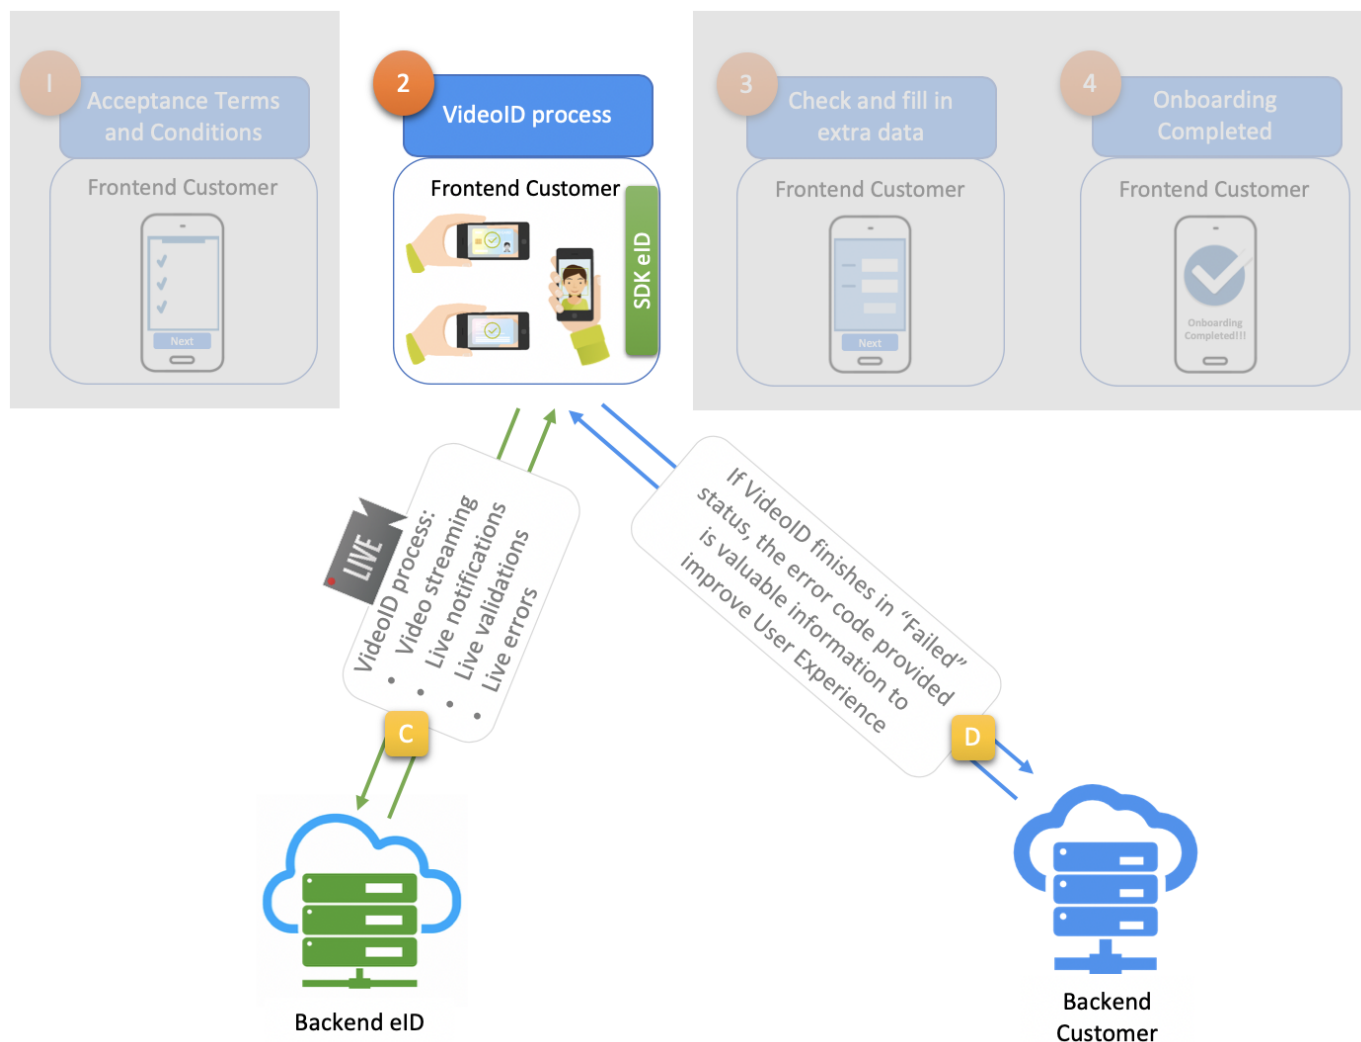 1
Acceptance Terms
and Conditions
Frontend Customer
Next
2
VideoID process
Frontend Customer
SDK eID
3
Check and fill in
extra data
Frontend Customer
Next
4
Onboarding
Completed
Frontend Customer
Onboarding
Completed!!!
LIVE
VideoID process:
• Video streaming
• Live notifications
• Live validations
• Live errors
C
If VideoID finishes in “Failed”
status, the error code provided
is valuable information to
improve User Experience
D
Backend eID
Backend
Customer